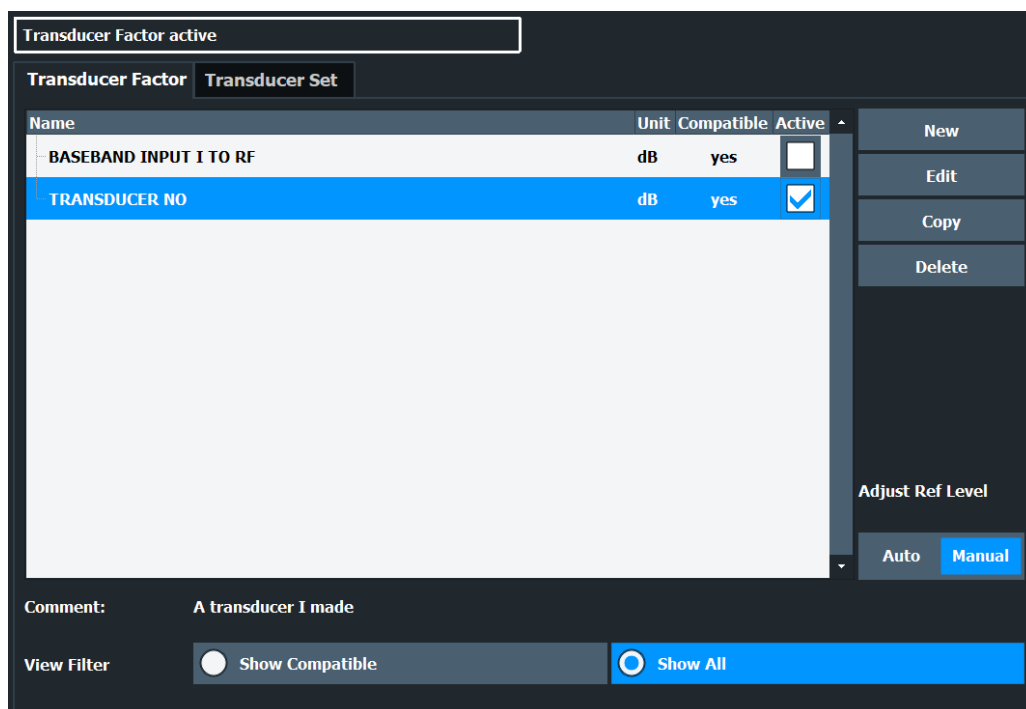 Transducer Factor active
Transducer Factor Transducer Set
Name Unit Compatible Active
New
BASEBAND INPUT I TO RF dB yes
Edit
TRANSDUCER NO dB yes
Copy
Delete
Adjust Ref Level
Auto Manual
Comment: A transducer I made
View Filter Show Compatible Show All